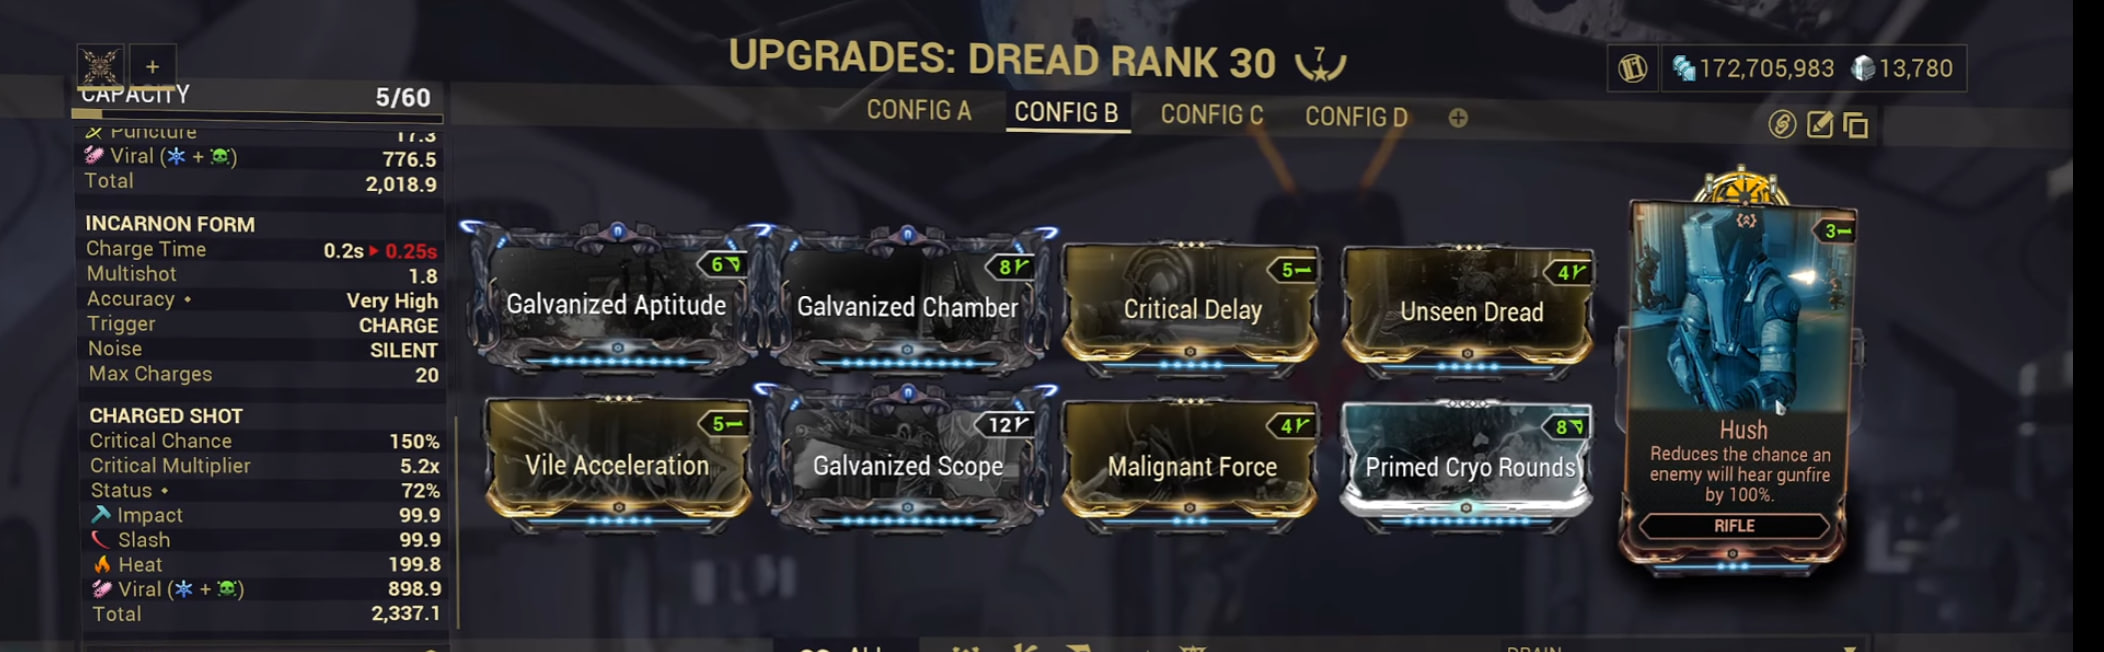 UPGRADES: DREAD RANK 30 7
172,705,983 13,780
CONFIG A CONFIG B CONFIG C CONFIG D
+
CAPACITY 5/60
Puncture 17.3
Viral ( + ) 776.5
Total 2,018.9
INCARNON FORM
Charge Time 0.2s 0.25s
Multishot 1.8
Accuracy Very High
Trigger CHARGE
Noise SILENT
Max Charges 20
CHARGED SHOT
Critical Chance 150%
Critical Multiplier 5.2x
Status 72%
Impact 99.9
Slash 99.9
Heat 199.8
Viral ( + ) 898.9
Total 2,337.1
6
Galvanized Aptitude
8
Galvanized Chamber
5
Critical Delay
4
Unseen Dread
5
Vile Acceleration
12
Galvanized Scope
4
Malignant Force
8
Primed Cryo Rounds
3
Hush
Reduces the chance an
enemy will hear gunfire
by 100%.
RIFLE
DRAIN